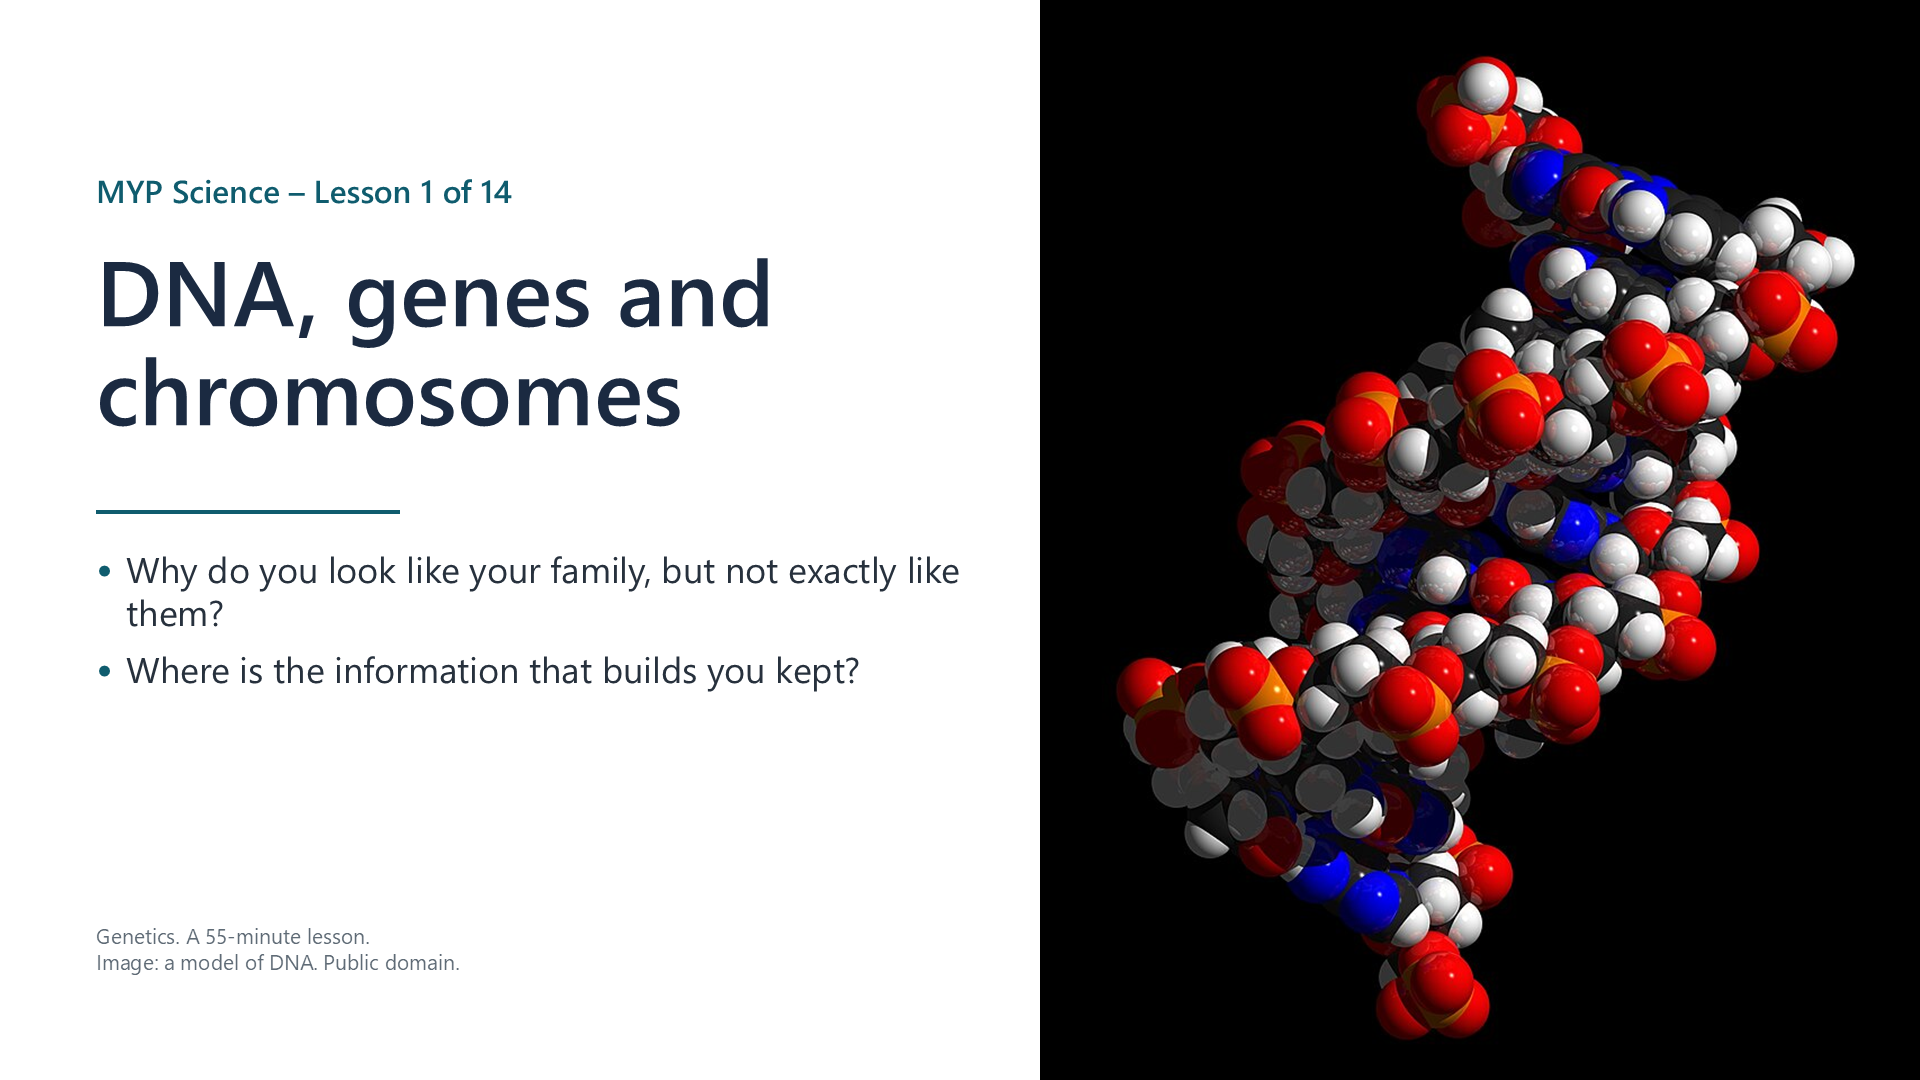 MYP Science – Lesson 1 of 14
DNA, genes and
chromosomes
• Why do you look like your family, but not exactly like
them?
• Where is the information that builds you kept?
Genetics. A 55-minute lesson.
Image: a model of DNA. Public domain.